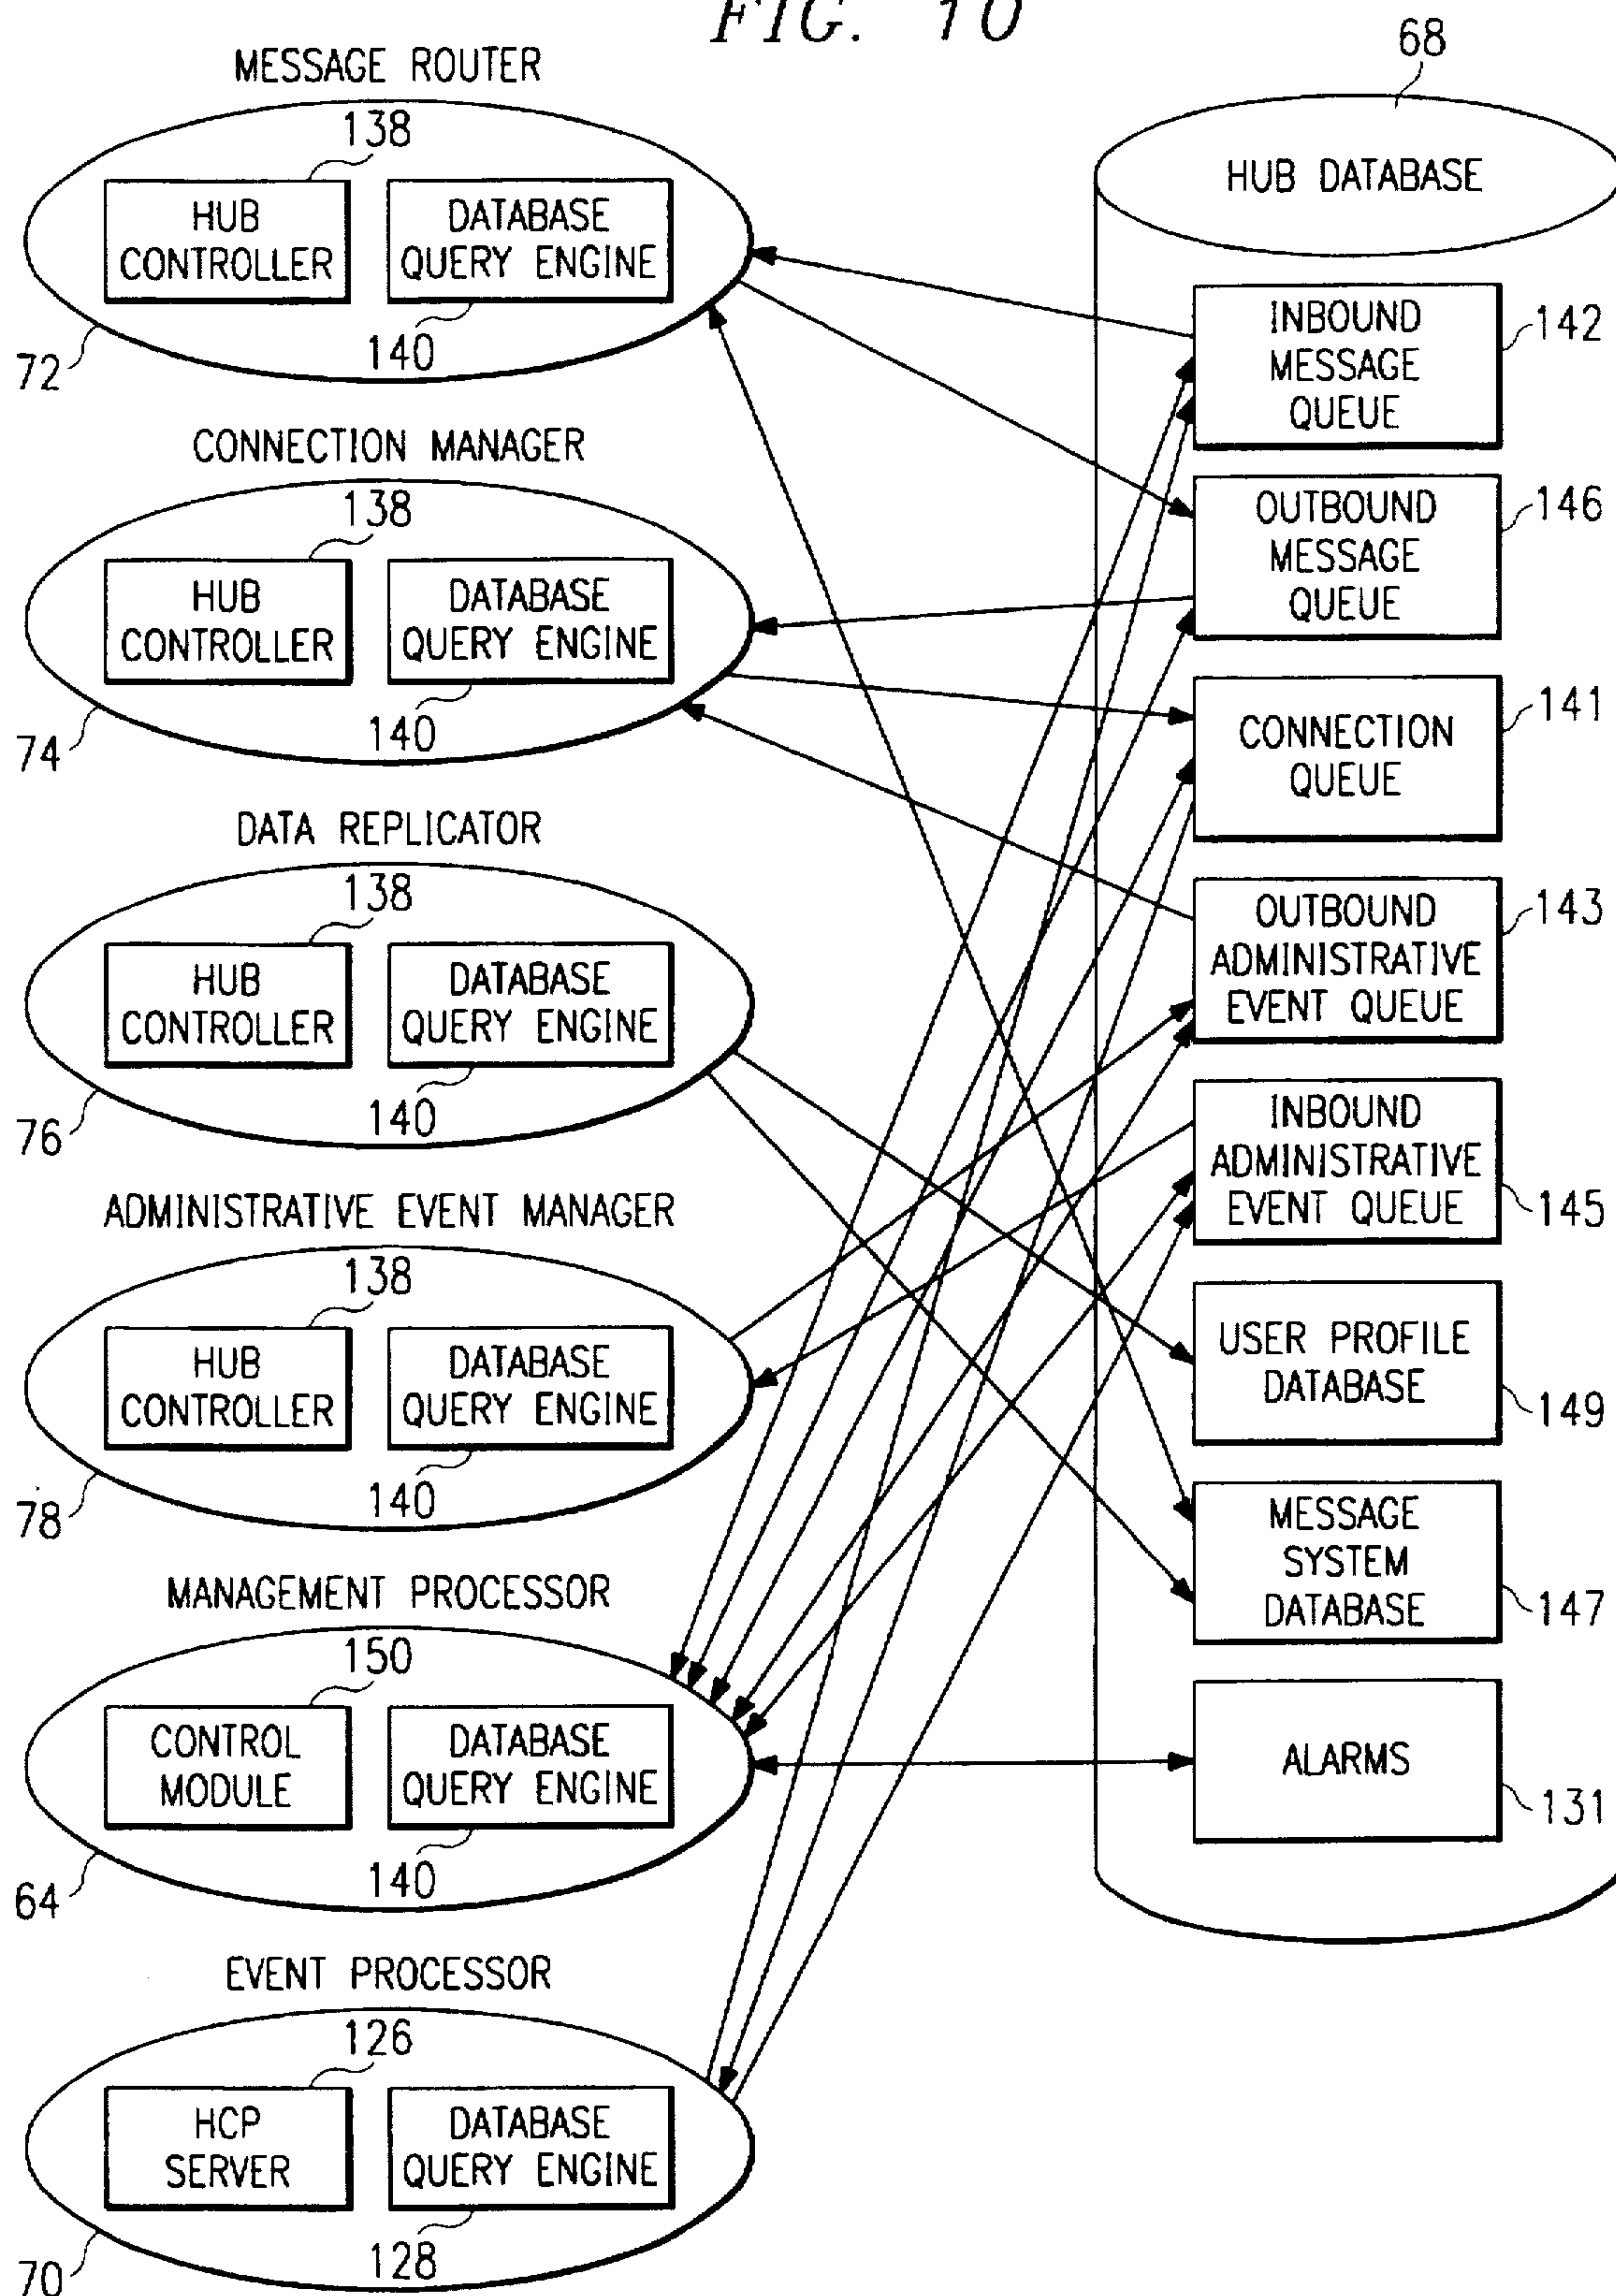 FIG. 10
MESSAGE ROUTER
138
HUB
CONTROLLER
DATABASE
QUERY ENGINE
140
72
CONNECTION MANAGER
138
HUB
CONTROLLER
DATABASE
QUERY ENGINE
140
74
DATA REPLICATOR
138
HUB
CONTROLLER
DATABASE
QUERY ENGINE
140
76
ADMINISTRATIVE EVENT MANAGER
138
HUB
CONTROLLER
DATABASE
QUERY ENGINE
140
78
MANAGEMENT PROCESSOR
150
CONTROL
MODULE
DATABASE
QUERY ENGINE
140
64
EVENT PROCESSOR
126
HCP
SERVER
DATABASE
QUERY ENGINE
128
70
68
HUB DATABASE
INBOUND
MESSAGE
QUEUE
142
OUTBOUND
MESSAGE
QUEUE
146
CONNECTION
QUEUE
141
OUTBOUND
ADMINISTRATIVE
EVENT QUEUE
143
INBOUND
ADMINISTRATIVE
EVENT QUEUE
145
USER PROFILE
DATABASE
149
MESSAGE
SYSTEM
DATABASE
147
ALARMS
131